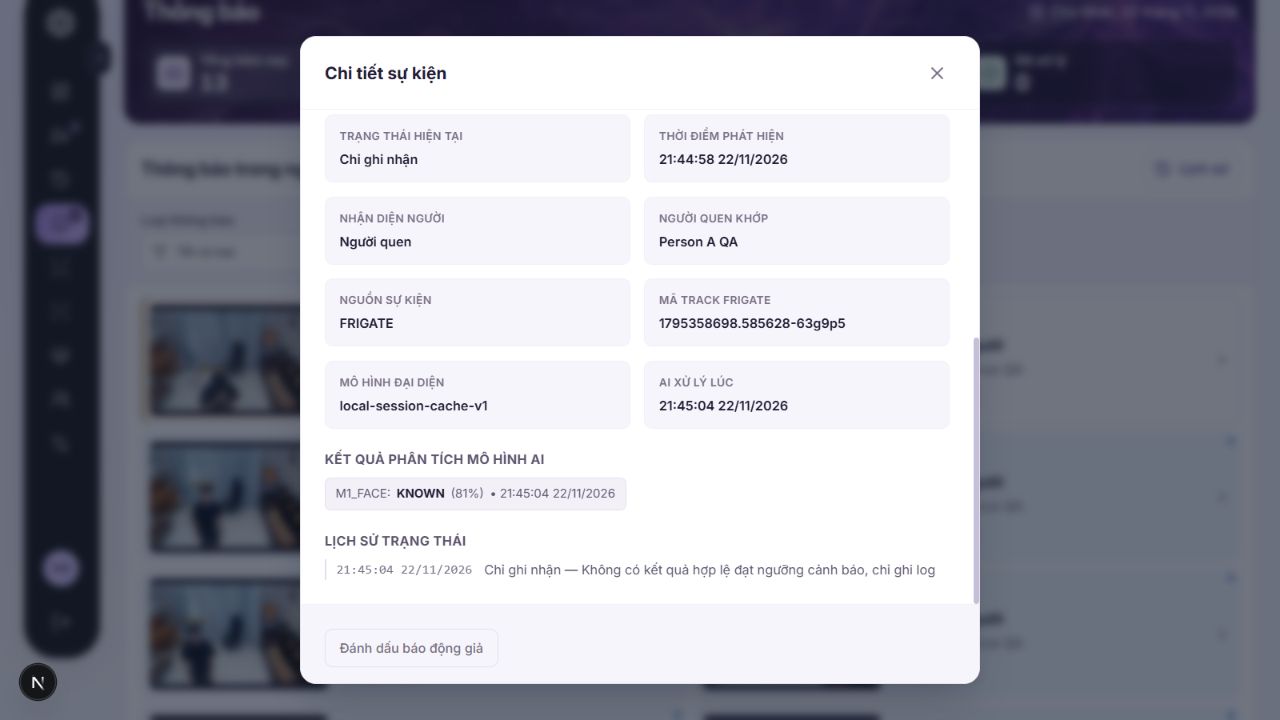 Thông báo
Chi tiết sự kiện
TRẠNG THÁI HIỆN TẠI
Chỉ ghi nhận
THỜI ĐIỂM PHÁT HIỆN
21:44:58 22/11/2026
NHẬN DIỆN NGƯỜI
Người quen
NGƯỜI QUEN KHỚP
Person A QA
NGUỒN SỰ KIỆN
FRIGATE
MÃ TRACK FRIGATE
1795358698.585628-63g9p5
MÔ HÌNH ĐẠI DIỆN
local-session-cache-v1
AI XỬ LÝ LÚC
21:45:04 22/11/2026
KẾT QUẢ PHÂN TÍCH MÔ HÌNH AI
M1_FACE: KNOWN (81%) • 21:45:04 22/11/2026
LỊCH SỬ TRẠNG THÁI
21:45:04 22/11/2026 Chỉ ghi nhận — Không có kết quả hợp lệ đạt ngưỡng cảnh báo, chỉ ghi log
Đánh dấu báo động giả
N